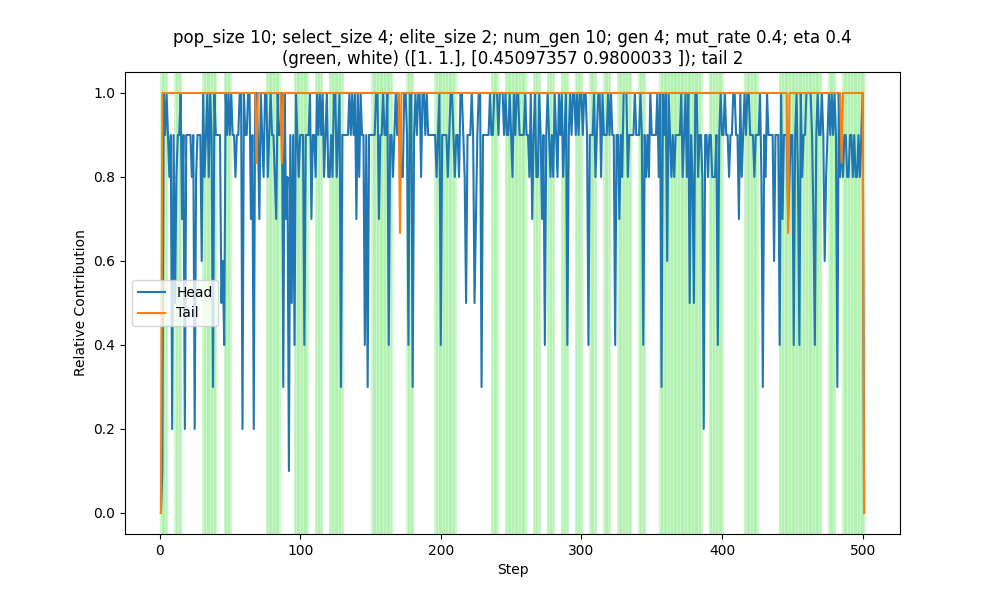 pop_size 10; select_size 4; elite_size 2; num_gen 10; gen 4; mut_rate 0.4; eta 0.4
(green, white) ([1. 1.], [0.45097357 0.9800033 ]); tail 2
1.0
0.8
0.6
0.4
0.2
0.0
Relative Contribution
Head
Tail
0
100
200
300
400
500
Step